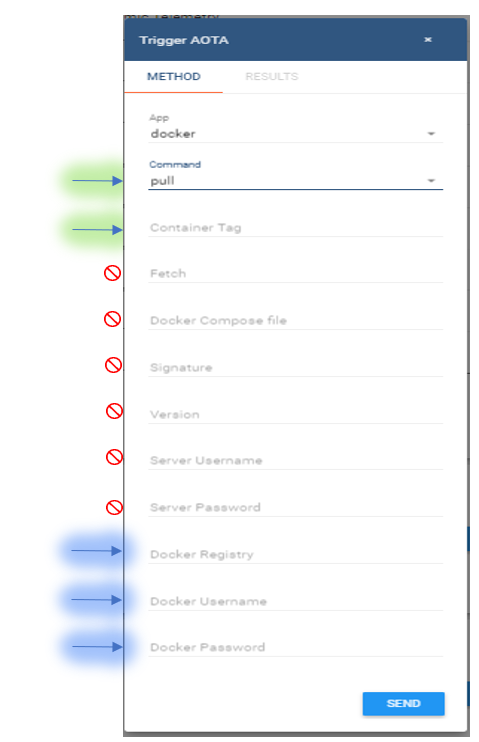 mic Telemetry
Trigger AOTA ×
METHOD RESULTS
App
docker
Command
pull
Container Tag
Fetch
Docker Compose file
Signature
Version
Server Username
Server Password
Docker Registry
Docker Username
Docker Password
SEND